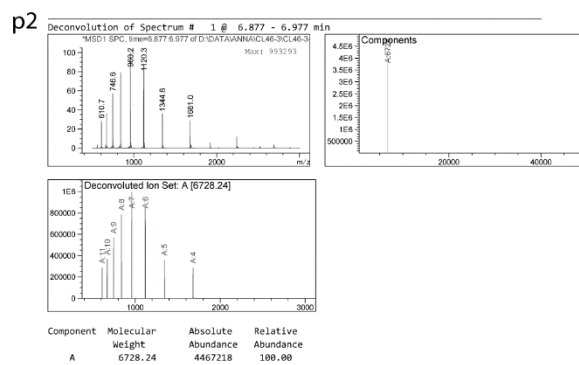 p2
Deconvolution of Spectrum # 1 @ 6.877 - 6.977 min
*MSD1 SPC, time=6.877:6.977 of D:\DATA\ANNA\CL46-3\CL46-3-
Max: 993293
100
80
60
40
20
0
610.7
746.6
960.2
1120.3
1344.6
1681.0
1000
2000
m/z
Components
4.5E6
4E6
3.5E6
3E6
2.5E6
2E6
1.5E6
1E6
500000
20000
40000
Deconvoluted Ion Set: A [6728.24]
1E6
800000
600000
400000
200000
0
A:11
A:10
A:9
A:8
A:7
A:6
A:5
A:4
1000
2000
3000
Component Molecular Absolute Relative
Weight Abundance Abundance
A 6728.24 4467218 100.00